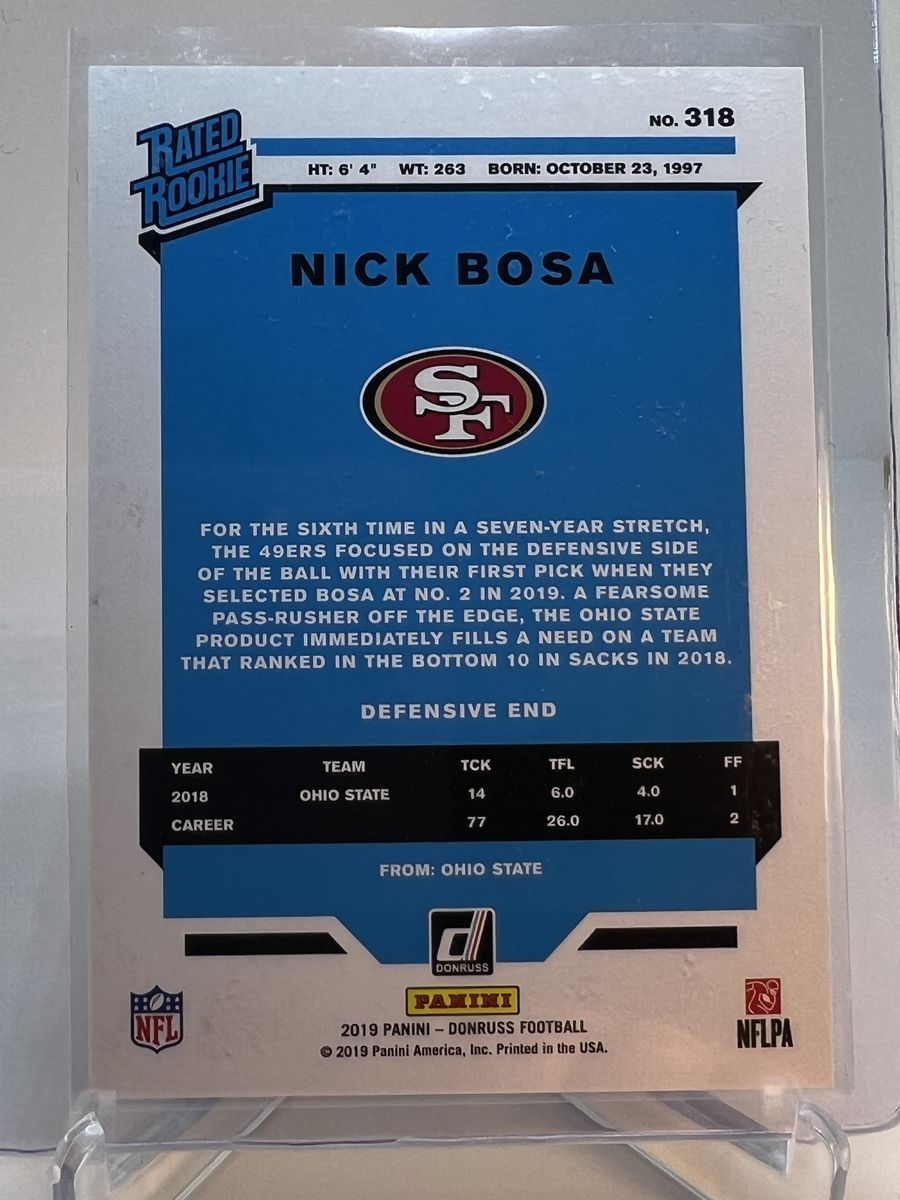 RATED
ROOKIE
NO. 318
HT: 6' 4" WT: 263 BORN: OCTOBER 23, 1997
NICK BOSA
SF
FOR THE SIXTH TIME IN A SEVEN-YEAR STRETCH,
THE 49ERS FOCUSED ON THE DEFENSIVE SIDE
OF THE BALL WITH THEIR FIRST PICK WHEN THEY
SELECTED BOSA AT NO. 2 IN 2019. A FEARSOME
PASS-RUSHER OFF THE EDGE, THE OHIO STATE
PRODUCT IMMEDIATELY FILLS A NEED ON A TEAM
THAT RANKED IN THE BOTTOM 10 IN SACKS IN 2018.
DEFENSIVE END
YEAR TEAM TCK TFL SCK FF
2018 OHIO STATE 14 6.0 4.0 1
CAREER 77 26.0 17.0 2
FROM: OHIO STATE
d
DONRUSS
PANINI
NFL
NFLPA
2019 PANINI – DONRUSS FOOTBALL
© 2019 Panini America, Inc. Printed in the USA.